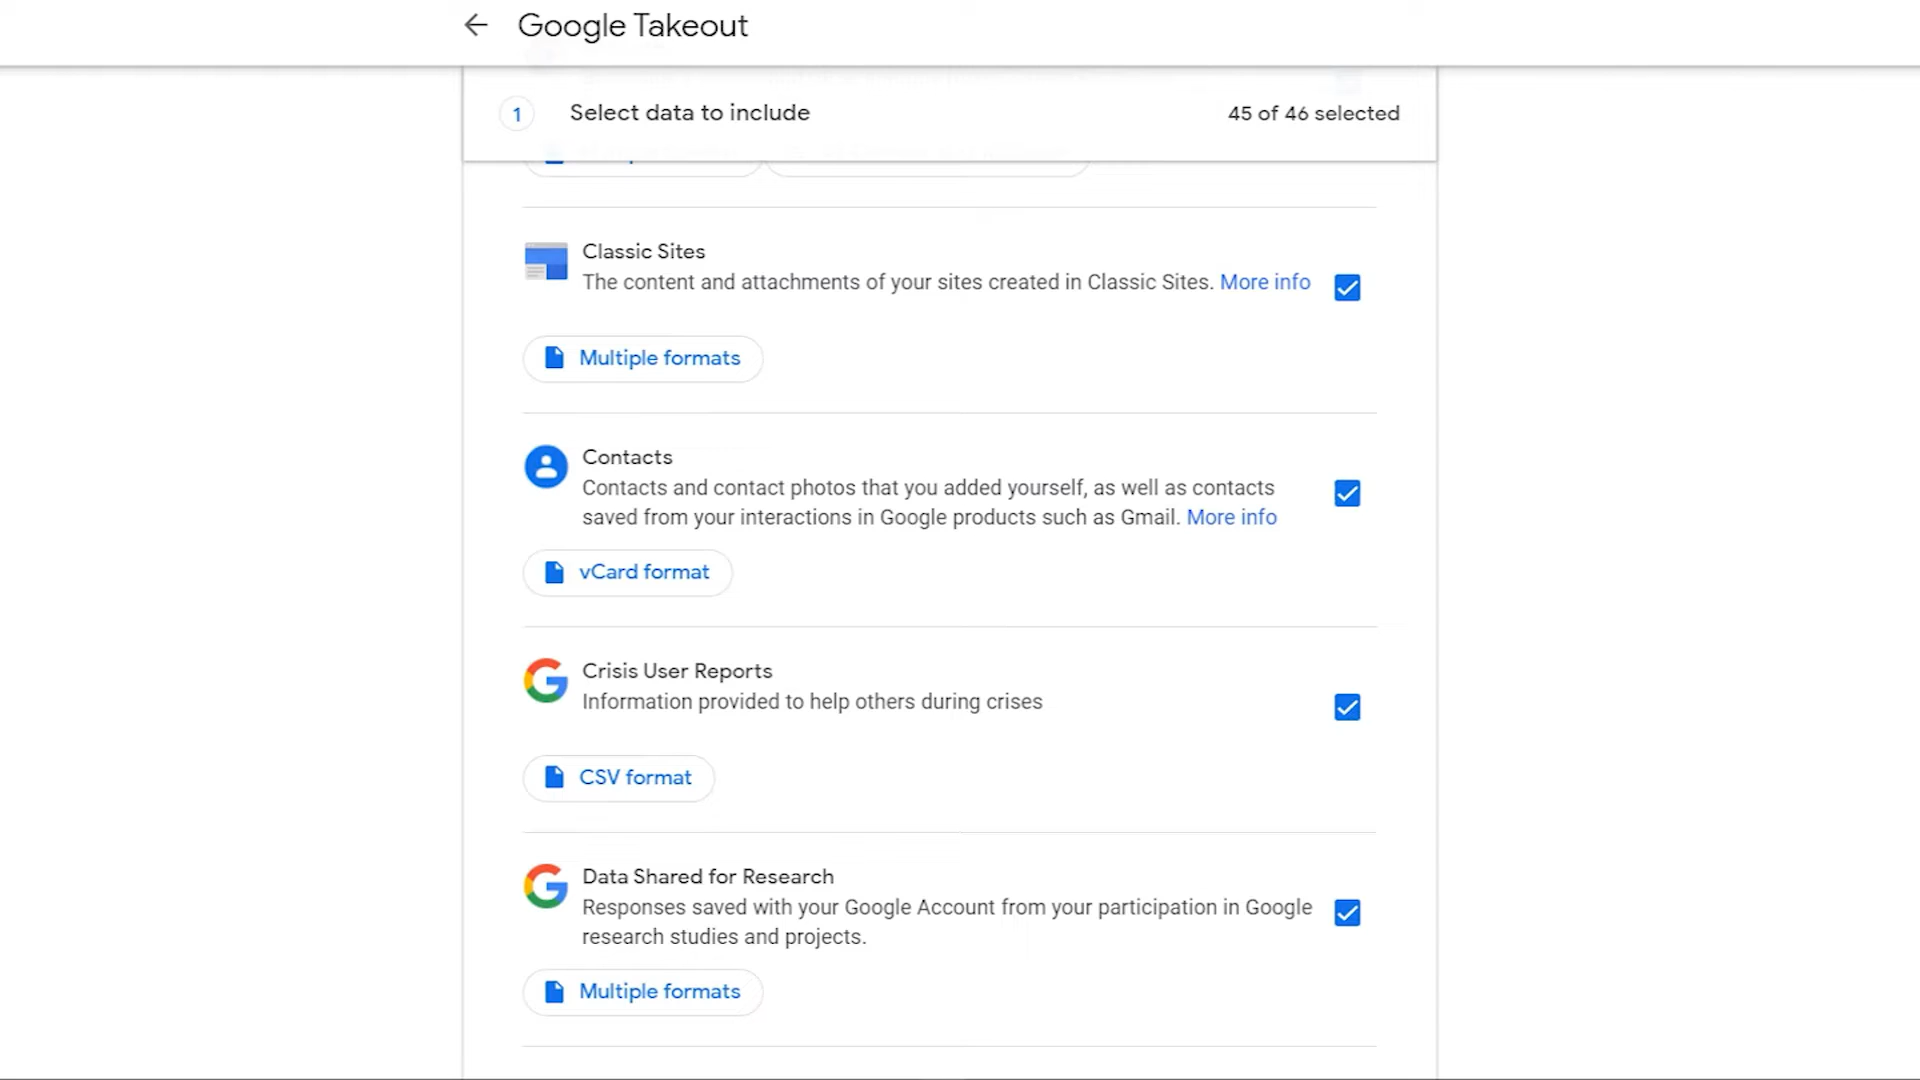 Google Takeout
1 Select data to include 45 of 46 selected
Classic Sites
The content and attachments of your sites created in Classic Sites. More info
Multiple formats
Contacts
Contacts and contact photos that you added yourself, as well as contacts
saved from your interactions in Google products such as Gmail. More info
vCard format
Crisis User Reports
Information provided to help others during crises
CSV format
Data Shared for Research
Responses saved with your Google Account from your participation in Google
research studies and projects.
Multiple formats